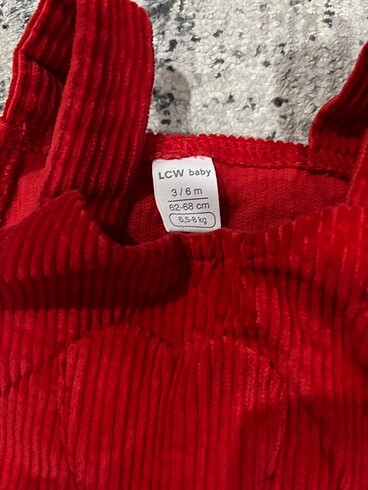 LCW baby
3 / 6 m
62-68 cm
6,5-8 kg